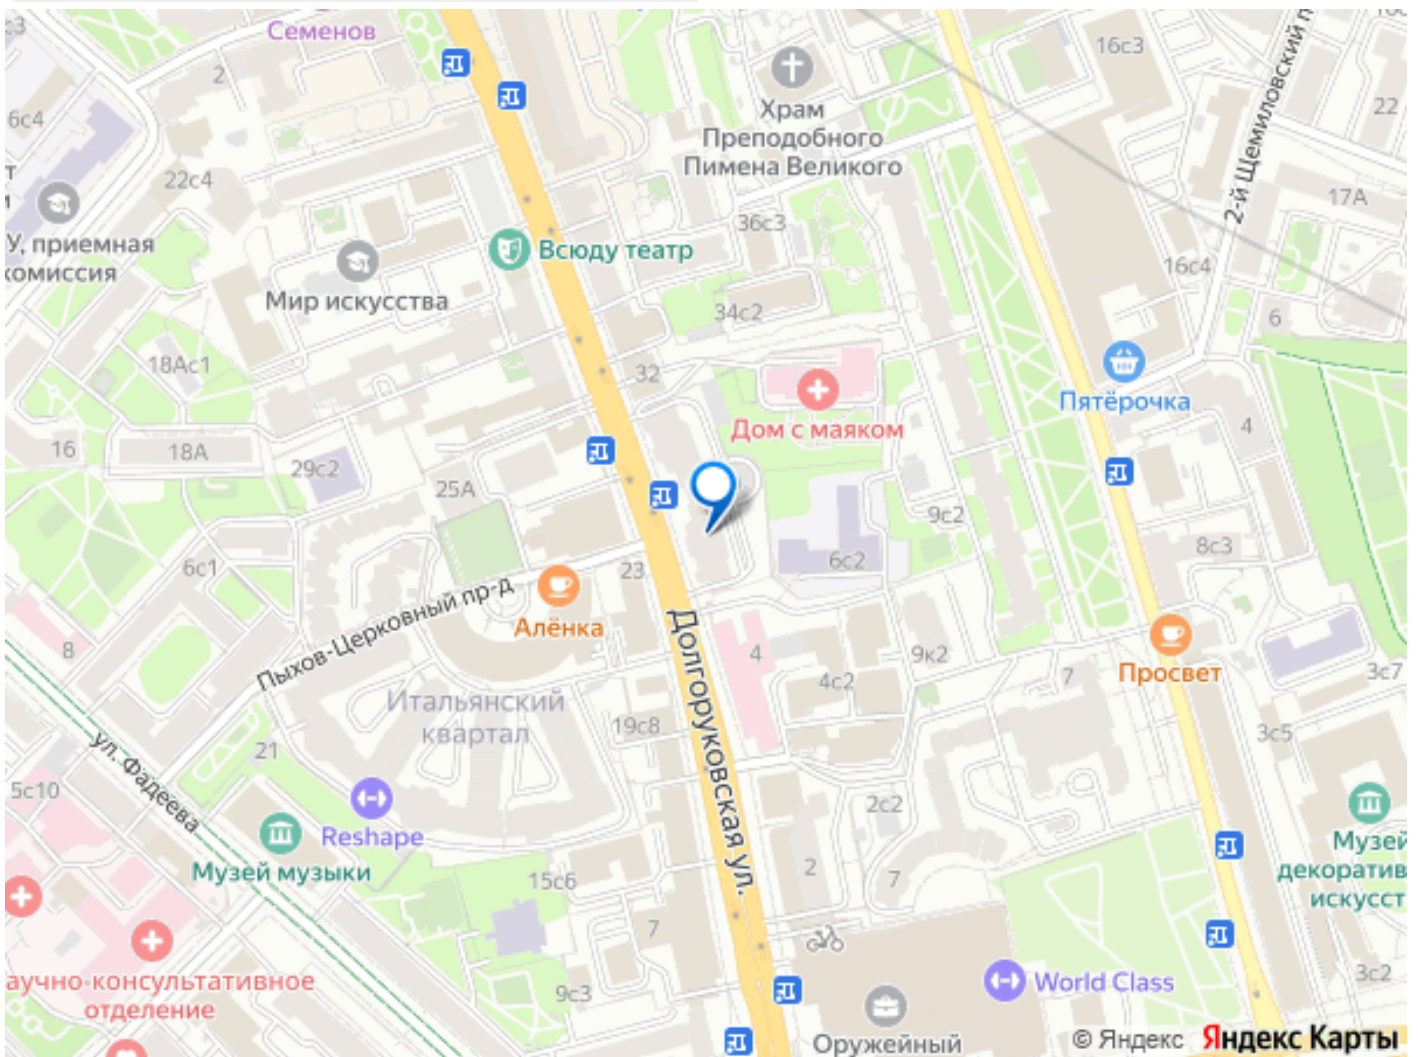 Семенов
2
6с4
16с3
22
Храм
Преподобного
Пимена Великого
2-й Щемиловский п
22с4
17А
У, приемная
комиссия
Мир искусства
Всюду театр
36с3
16с4
34с2
6
18Ас1
32
Дом с маяком
Пятёрочка
4
16
18А
29с2
25А
9с2
8с3
6с1
6с2
23
Пыхов-Церковный пр-д
Алёнка
8
4
9к2
4с2
7
Просвет
3с7
Итальянский
квартал
19с8
Долгоруковская ул.
3с5
21
ул. Фадеева
5с10
Reshape
2с2
Музей музыки
Музей
декоратив
искусст
15с6
2
7
7
аучно-консультативное
отделение
9с3
World Class
3с2
Оружейный
© Яндекс Яндекс Карты